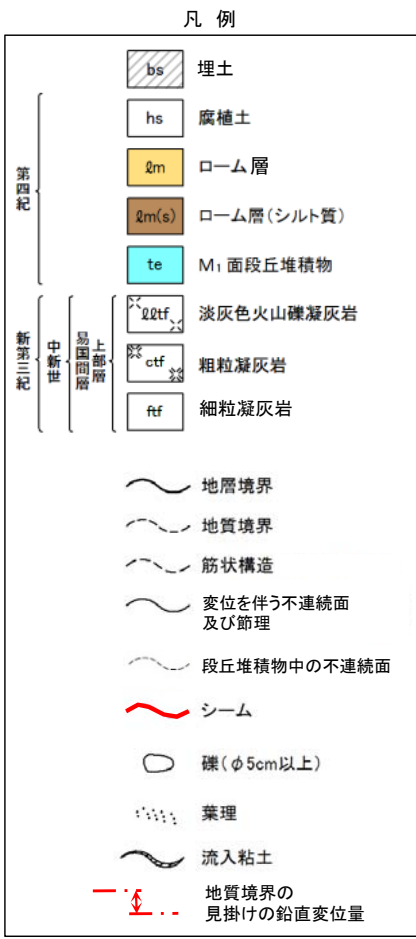 凡 例
bs 埋土
hs 腐植土
ℓm ローム層
ℓm(s) ローム層(シルト質)
te M₁面段丘堆積物
第四紀
ℓℓtf 淡灰色火山礫凝灰岩
ctf 粗粒凝灰岩
ftf 細粒凝灰岩
新第三紀
中新世
易国間層
上部層
地層境界
地質境界
筋状構造
変位を伴う不連続面
及び節理
段丘堆積物中の不連続面
シーム
礫(φ5cm以上)
葉理
流入粘土
地質境界の
見掛けの鉛直変位量